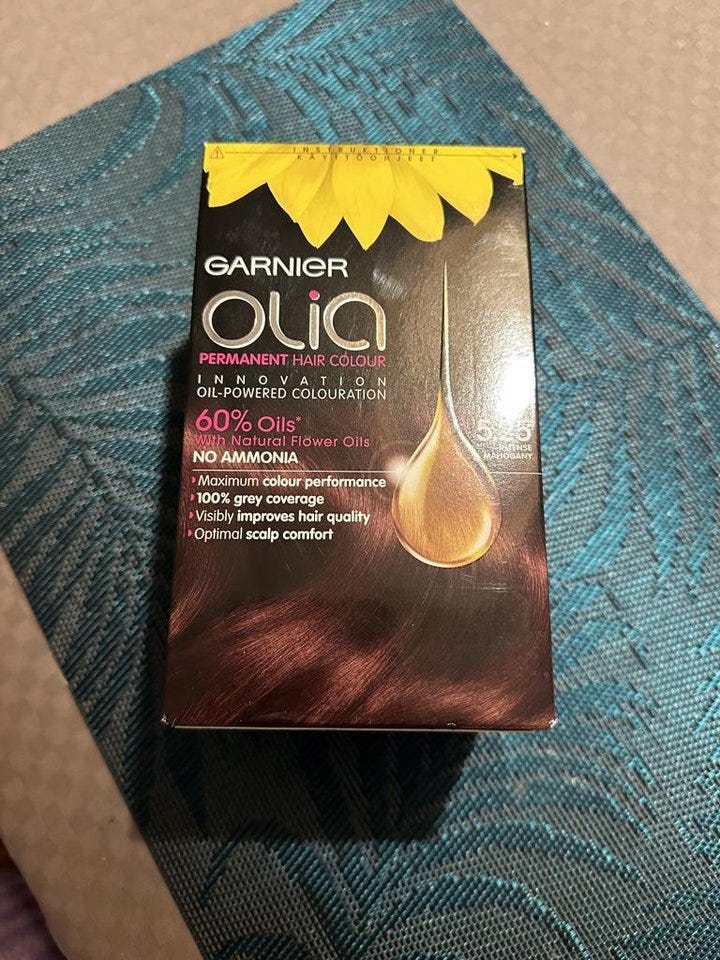 INSTRUKTIONER
KÄYTTÖOHJEET
GARNIER
OLIA
PERMANENT HAIR COLOUR
INNOVATION
OIL-POWERED COLOURATION
60% Oils*
With Natural Flower Oils
NO AMMONIA
Maximum colour performance
100% grey coverage
Visibly improves hair quality
Optimal scalp comfort
INTENSE
MAHOGANY